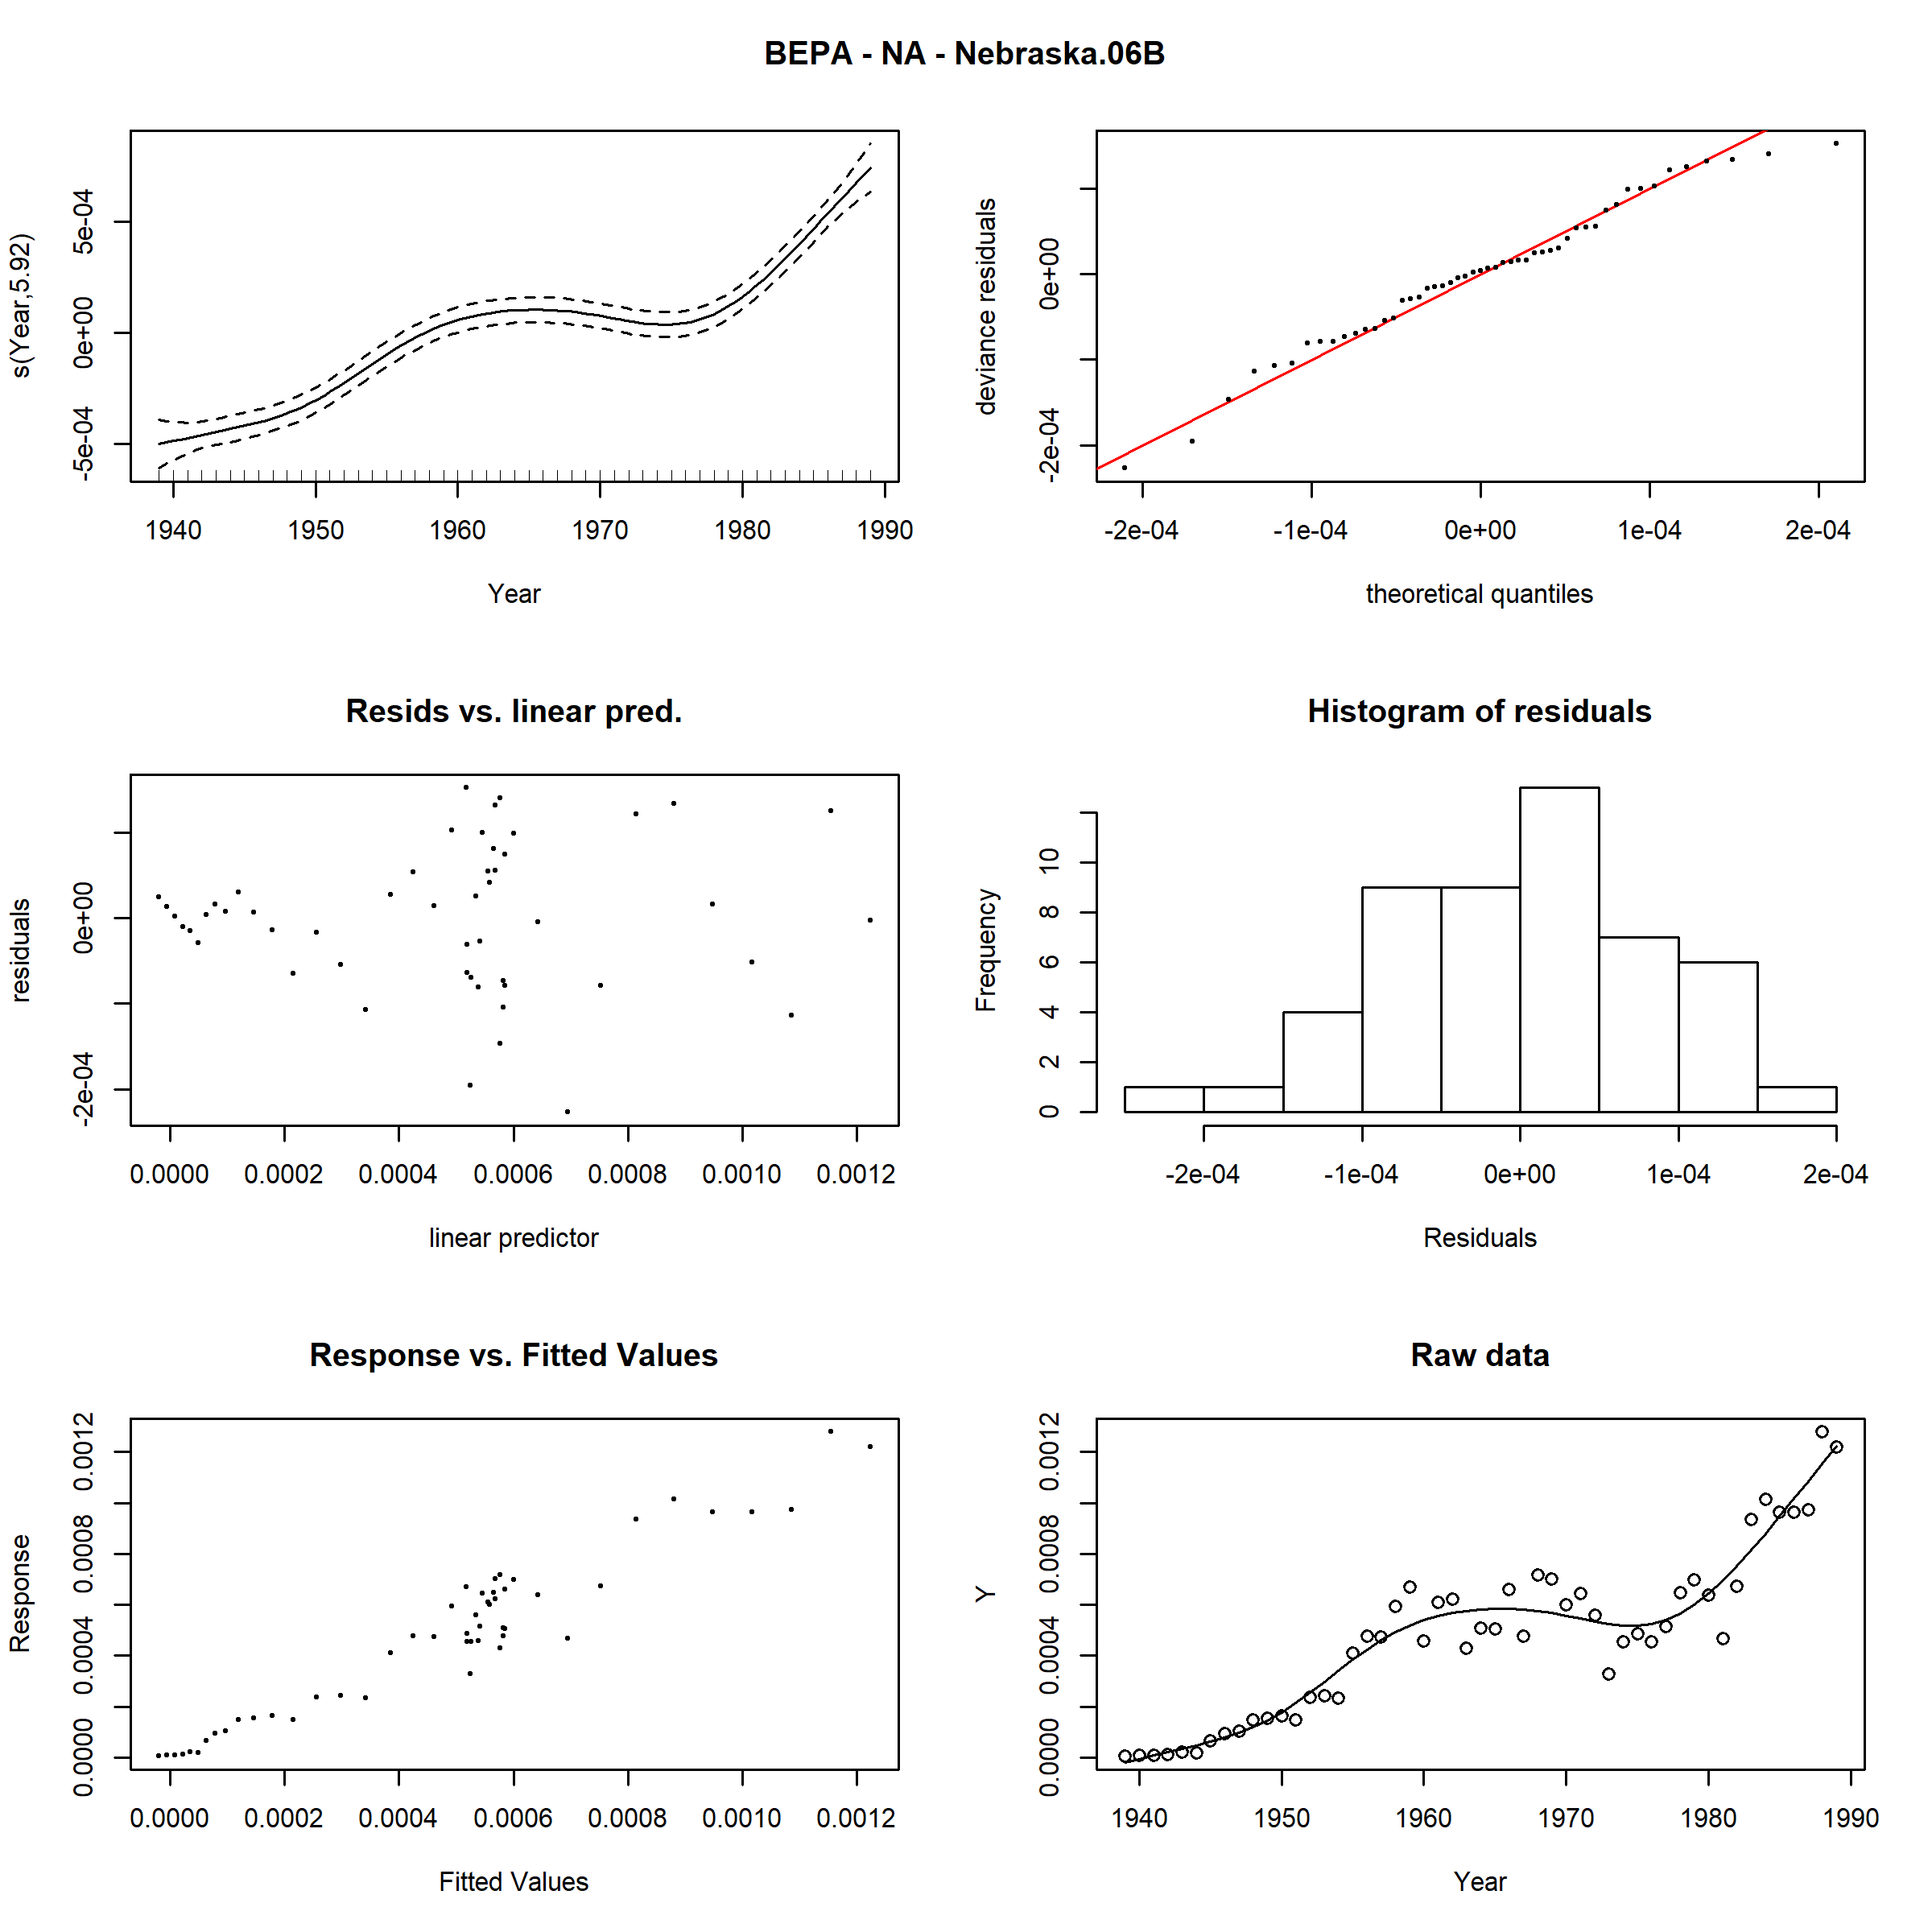 BEPA - NA - Nebraska.06B
s(Year,5.92)
-5e-04 0e+00 5e-04
1940 1950 1960 1970 1980 1990
Year
deviance residuals
-2e-04 0e+00
-2e-04 -1e-04 0e+00 1e-04 2e-04
theoretical quantiles
Resids vs. linear pred.
residuals
-2e-04 0e+00
0.0000 0.0002 0.0004 0.0006 0.0008 0.0010 0.0012
linear predictor
Histogram of residuals
Frequency
0 2 4 6 8 10
-2e-04 -1e-04 0e+00 1e-04 2e-04
Residuals
Response vs. Fitted Values
Response
0.0000 0.0004 0.0008 0.0012
0.0000 0.0002 0.0004 0.0006 0.0008 0.0010 0.0012
Fitted Values
Raw data
Y
0.0000 0.0004 0.0008 0.0012
1940 1950 1960 1970 1980 1990
Year